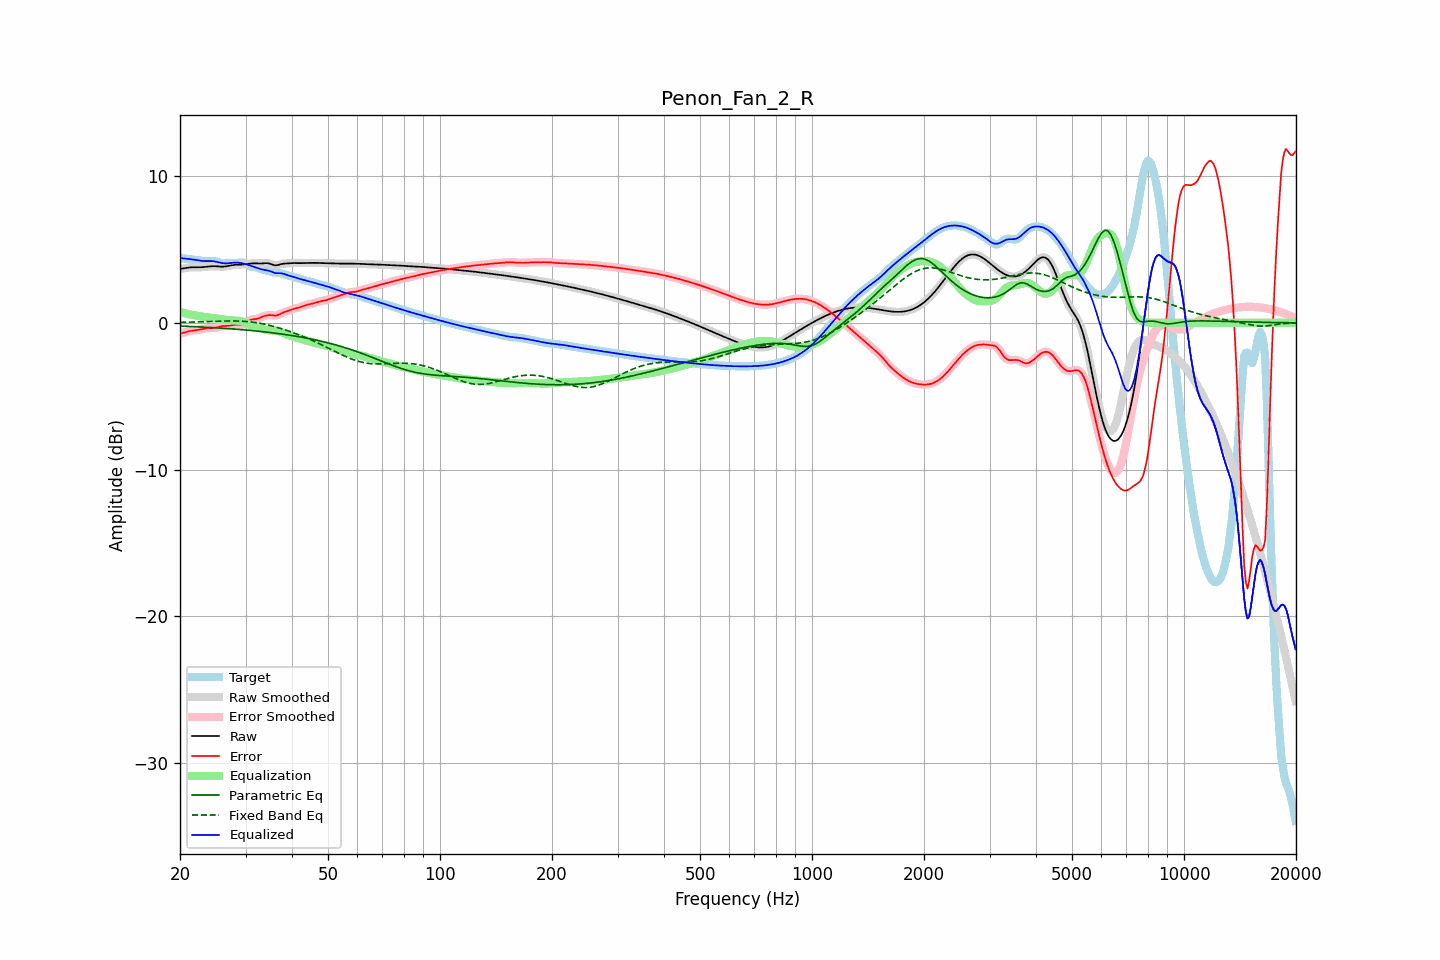 Penon_Fan_2_R
10
0
−10
−20
−30
Amplitude (dBr)
Target
Raw Smoothed
Error Smoothed
Raw
Error
Equalization
Parametric Eq
Fixed Band Eq
Equalized
20 50 100 200 500 1000 2000 5000 10000 20000
Frequency (Hz)